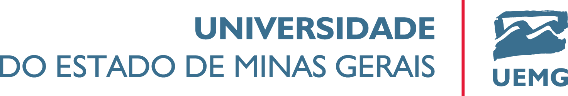 UNIVERSIDADE
DO ESTADO DE MINAS GERAIS
UEMG